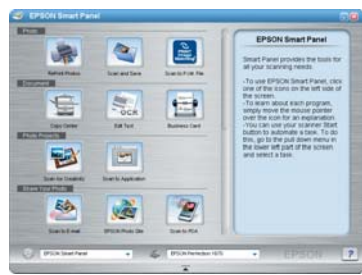 EPSON Smart Panel
Photo
Reprint Photos
Scan and Save
PRINT Image Matching
Scan to P.I.M. File
Document
Copy Center
OCR
Edit Text
Business Card
Photo Projects
Scan for Creativity
Scan to Application
Share Your Photo
Scan to E-mail
EPSON Photo Site
Scan to PDA
EPSON Smart Panel
Smart Panel provides the tools for
all your scanning needs.
-To use EPSON Smart Panel, click
one of the icons on the left side of
the screen.
-To learn about each program,
simply move the mouse pointer
over the icon for an explanation.
-You can use your scanner Start
button to automate a task. To do
this, go to the pull down menu in
the lower left part of the screen
and select a task.
EPSON Smart Panel
EPSON Perfection 1670
EPSON
?